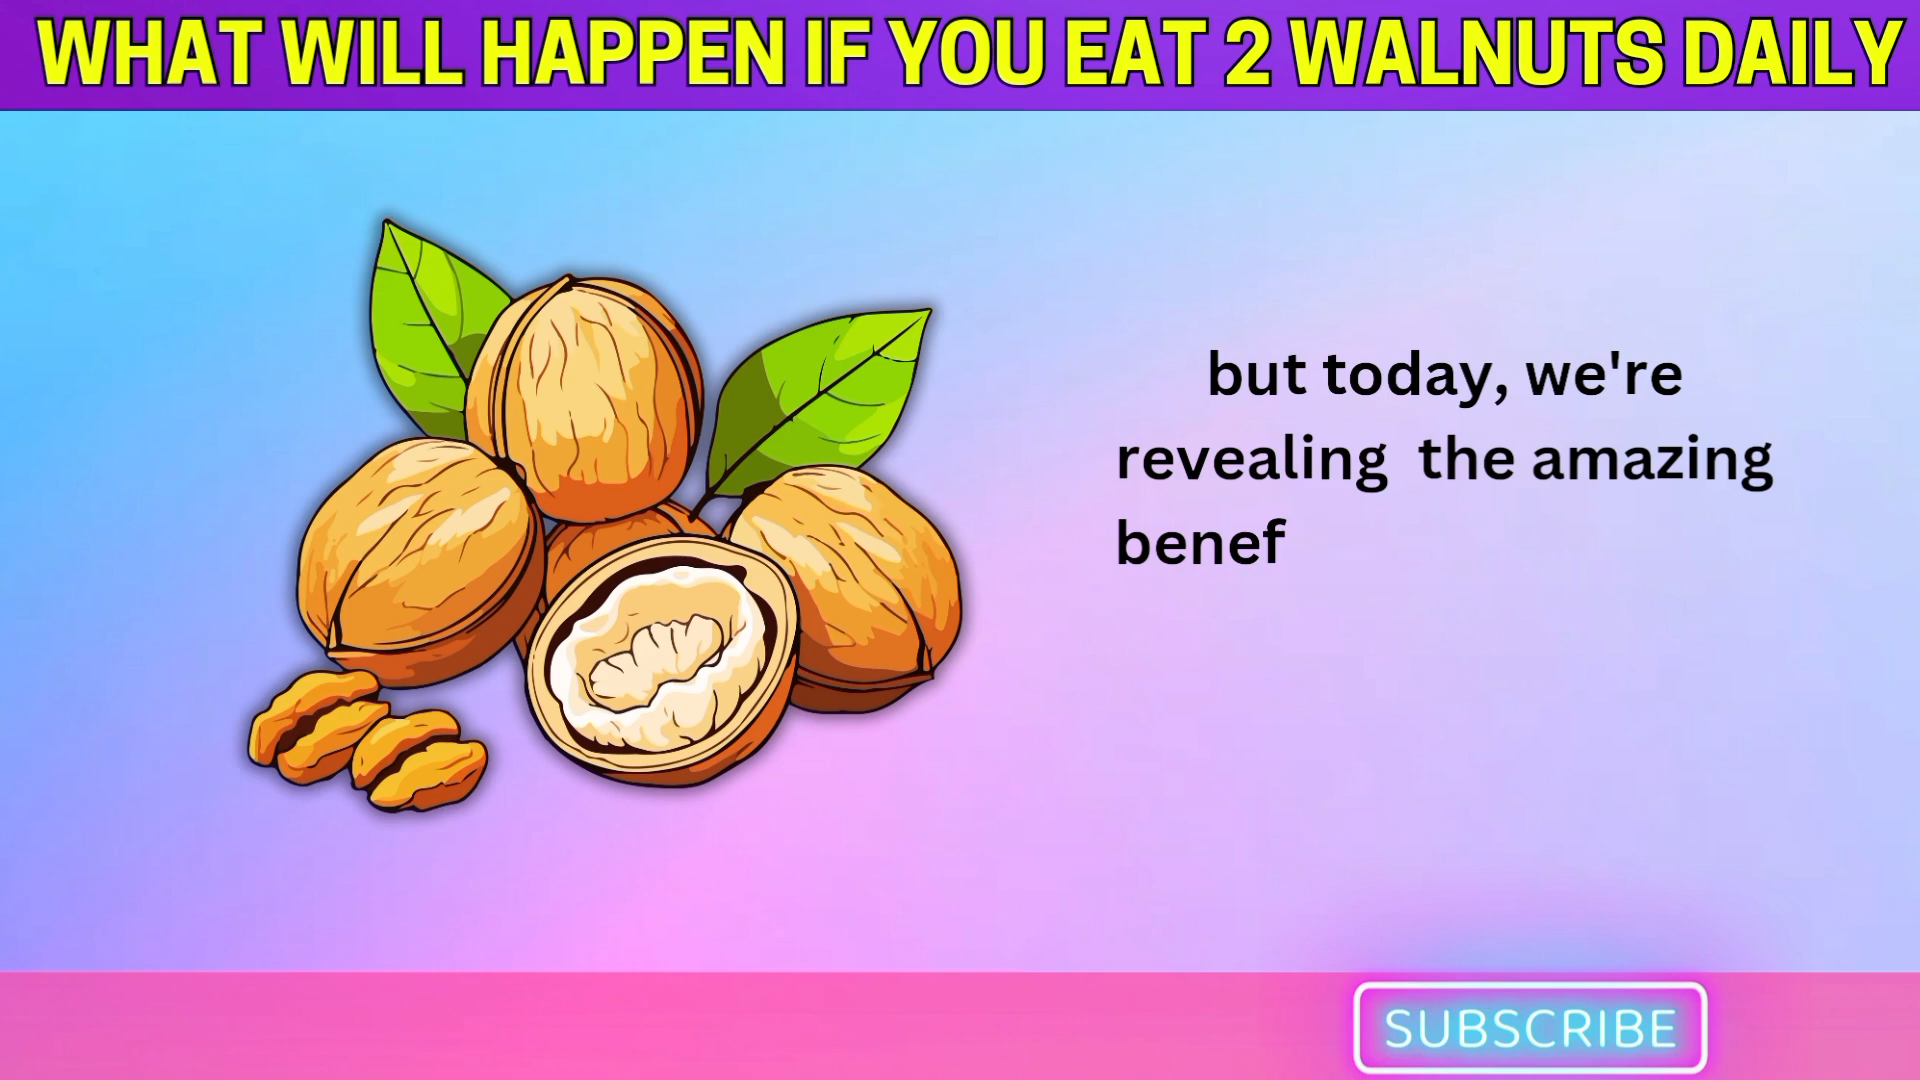 WHAT WILL HAPPEN IF YOU EAT 2 WALNUTS DAILY
but today, we're
revealing  the amazing
benef
SUBSCRIBE